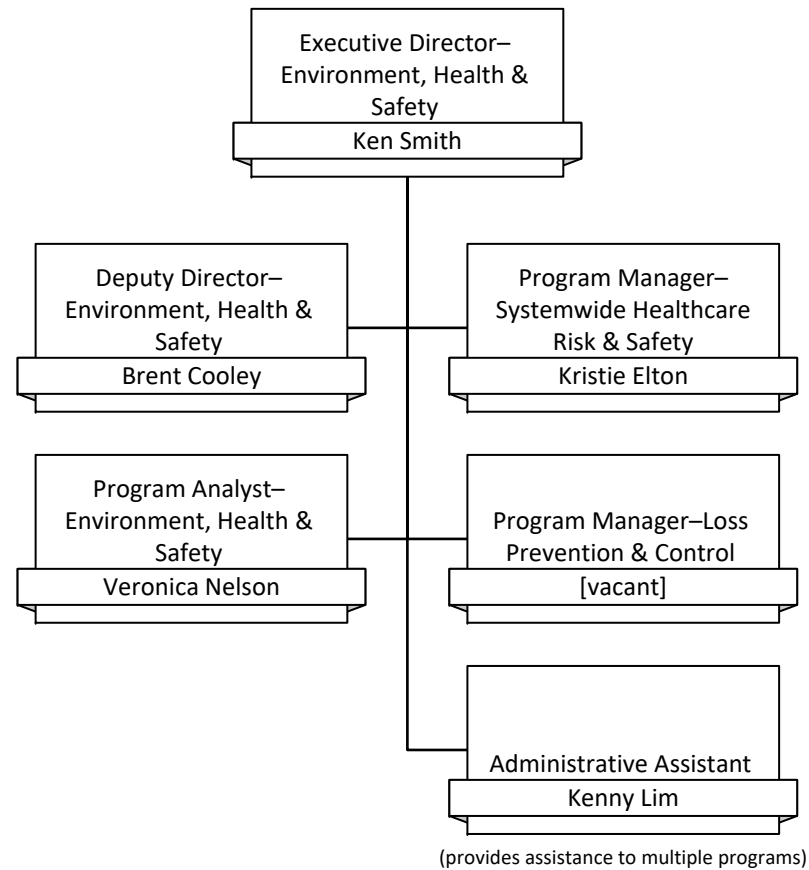 Executive Director–
Environment, Health &
Safety
Ken Smith
Deputy Director–
Environment, Health &
Safety
Brent Cooley
Program Manager–
Systemwide Healthcare
Risk & Safety
Kristie Elton
Program Analyst–
Environment, Health &
Safety
Veronica Nelson
Program Manager–Loss
Prevention & Control
[vacant]
Administrative Assistant
Kenny Lim
(provides assistance to multiple programs)